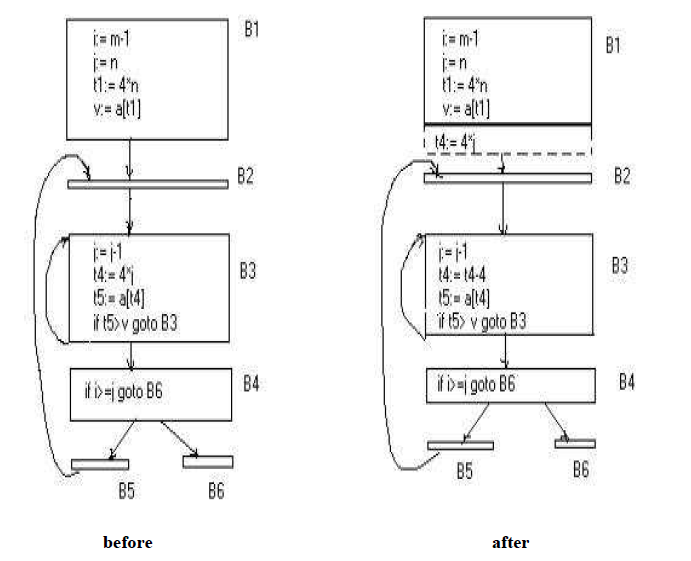 B1
i:= m-1
j:= n
t1:= 4*n
v:= a[t1]
B2
j:= j-1
t4:= 4*j
t5:= a[t4]
if t5>v goto B3
B3
if i>=j goto B6
B4
B5
B6
before
B1
i:= m-1
j:= n
t1:= 4*n
v:= a[t1]
t4:= 4*j
B2
j:= j-1
t4:= t4-4
t5:= a[t4]
if t5> v goto B3
B3
if i>=j goto B6
B4
B5
B6
after